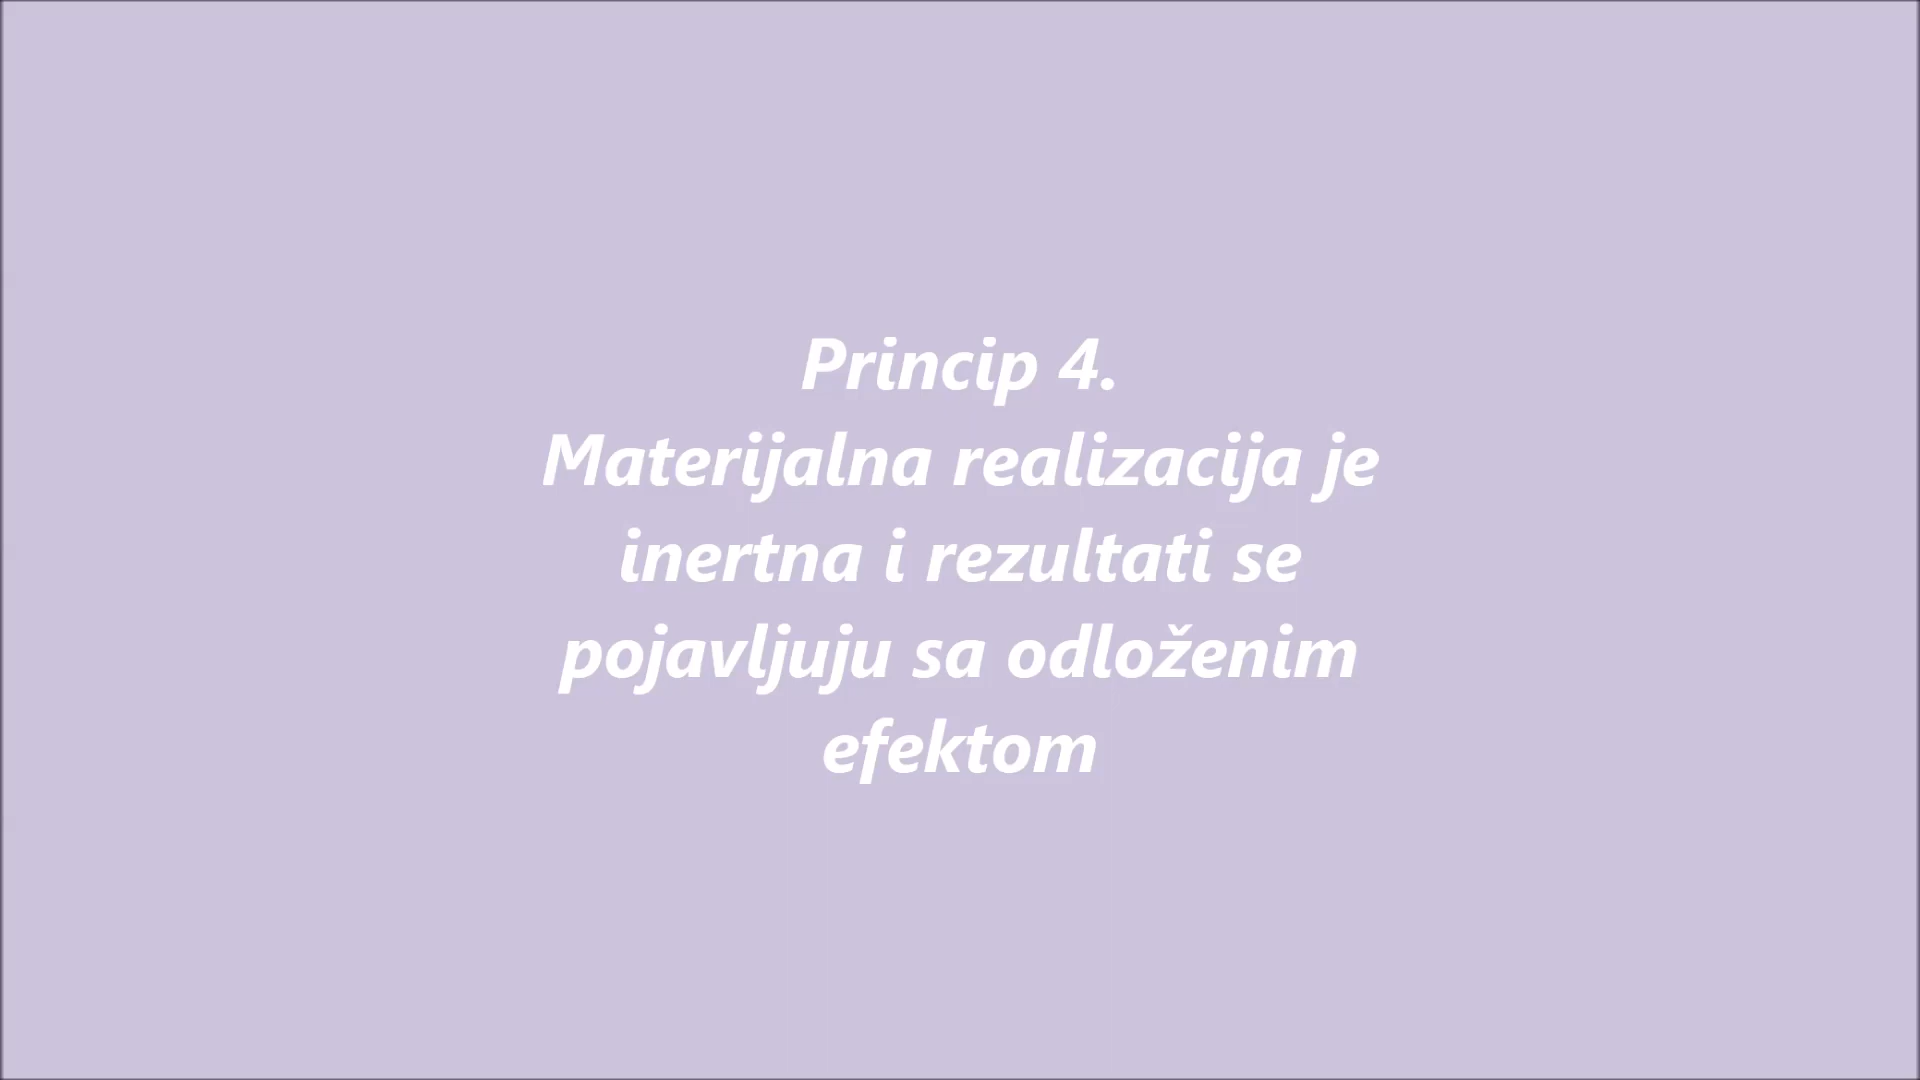 Princip 4.
Materijalna realizacija je
inertna i rezultati se
pojavljuju sa odloženim
efektom